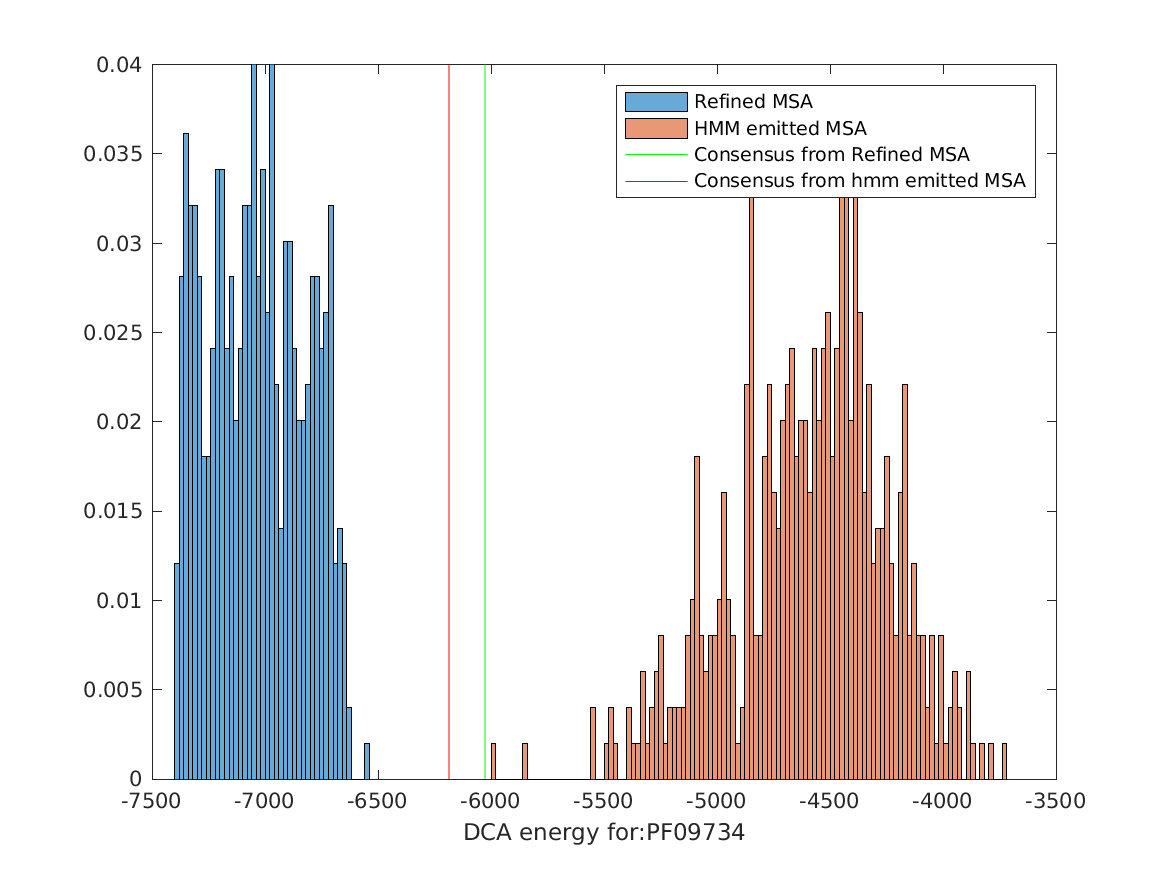 0.04
0.035
0.03
0.025
0.02
0.015
0.01
0.005
0
Refined MSA
HMM emitted MSA
Consensus from Refined MSA
Consensus from hmm emitted MSA
-7500 -7000 -6500 -6000 -5500 -5000 -4500 -4000 -3500
DCA energy for:PF09734